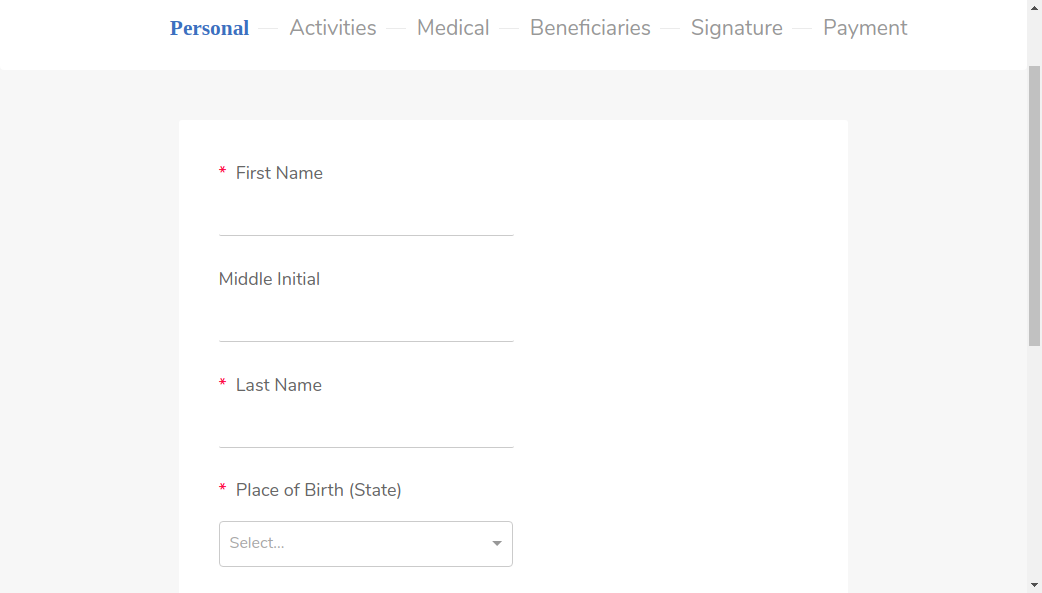 Personal Activities Medical Beneficiaries Signature Payment
* First Name
Middle Initial
* Last Name
* Place of Birth (State)
Select...